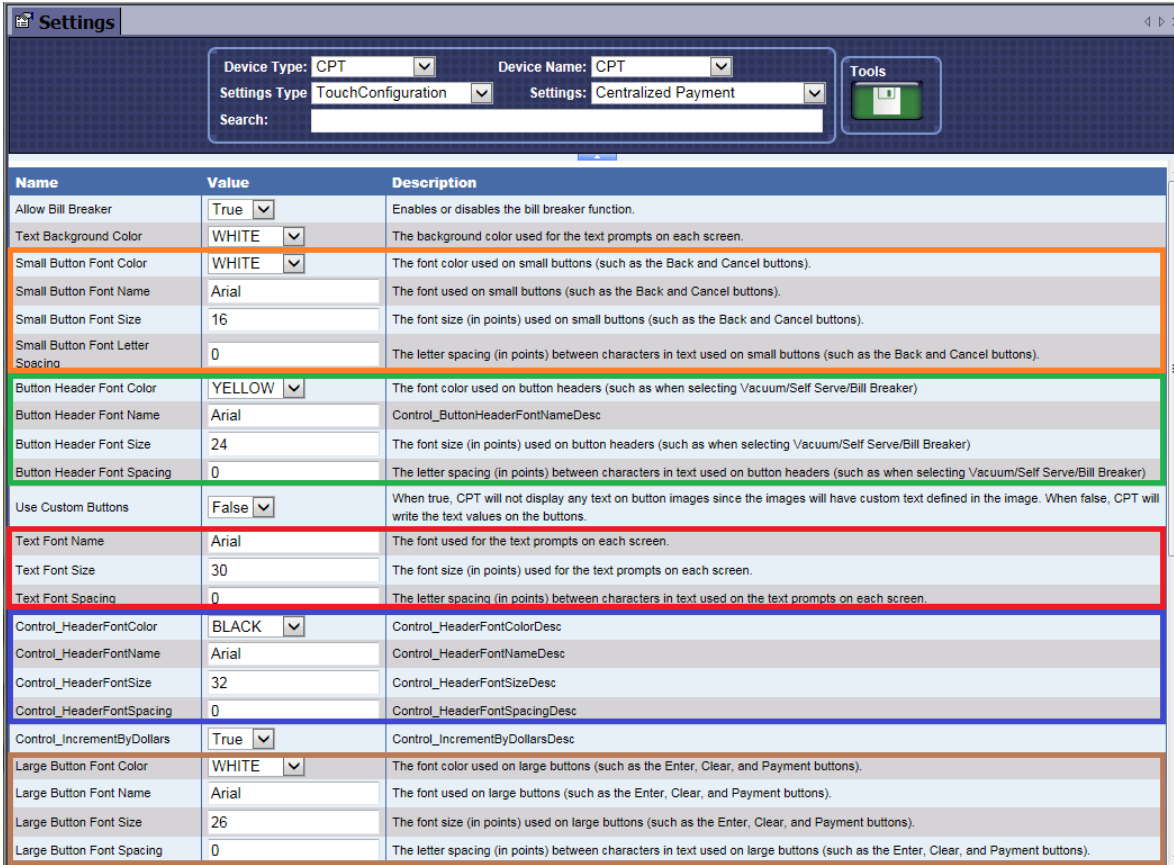 Settings
Device Type: CPT Device Name: CPT
Settings Type TouchConfiguration Settings: Centralized Payment
Search:
Tools
Name Value Description
Allow Bill Breaker True Enables or disables the bill breaker function.
Text Background Color WHITE The background color used for the text prompts on each screen.
Small Button Font Color WHITE The font color used on small buttons (such as the Back and Cancel buttons).
Small Button Font Name Arial The font used on small buttons (such as the Back and Cancel buttons).
Small Button Font Size 16 The font size (in points) used on small buttons (such as the Back and Cancel buttons).
Small Button Font Letter
Spacing 0 The letter spacing (in points) between characters in text used on small buttons (such as the Back and Cancel buttons).
Button Header Font Color YELLOW The font color used on button headers (such as when selecting Vacuum/Self Serve/Bill Breaker)
Button Header Font Name Arial Control_ButtonHeaderFontNameDesc
Button Header Font Size 24 The font size (in points) used on button headers (such as when selecting Vacuum/Self Serve/Bill Breaker)
Button Header Font Spacing 0 The letter spacing (in points) between characters in text used on button headers (such as when selecting Vacuum/Self Serve/Bill Breaker)
Use Custom Buttons False When true, CPT will not display any text on button images since the images will have custom text defined in the image. When false, CPT will
write the text values on the buttons.
Text Font Name Arial The font used for the text prompts on each screen.
Text Font Size 30 The font size (in points) used for the text prompts on each screen.
Text Font Spacing 0 The letter spacing (in points) between characters in text used on the text prompts on each screen.
Control_HeaderFontColor BLACK Control_HeaderFontColorDesc
Control_HeaderFontName Arial Control_HeaderFontNameDesc
Control_HeaderFontSize 32 Control_HeaderFontSizeDesc
Control_HeaderFontSpacing 0 Control_HeaderFontSpacingDesc
Control_IncrementByDollars True Control_IncrementByDollarsDesc
Large Button Font Color WHITE The font color used on large buttons (such as the Enter, Clear, and Payment buttons).
Large Button Font Name Arial The font used on large buttons (such as the Enter, Clear, and Payment buttons).
Large Button Font Size 26 The font size (in points) used on large buttons (such as the Enter, Clear, and Payment buttons).
Large Button Font Spacing 0 The letter spacing (in points) between characters in text used on large buttons (such as the Enter, Clear, and Payment buttons).